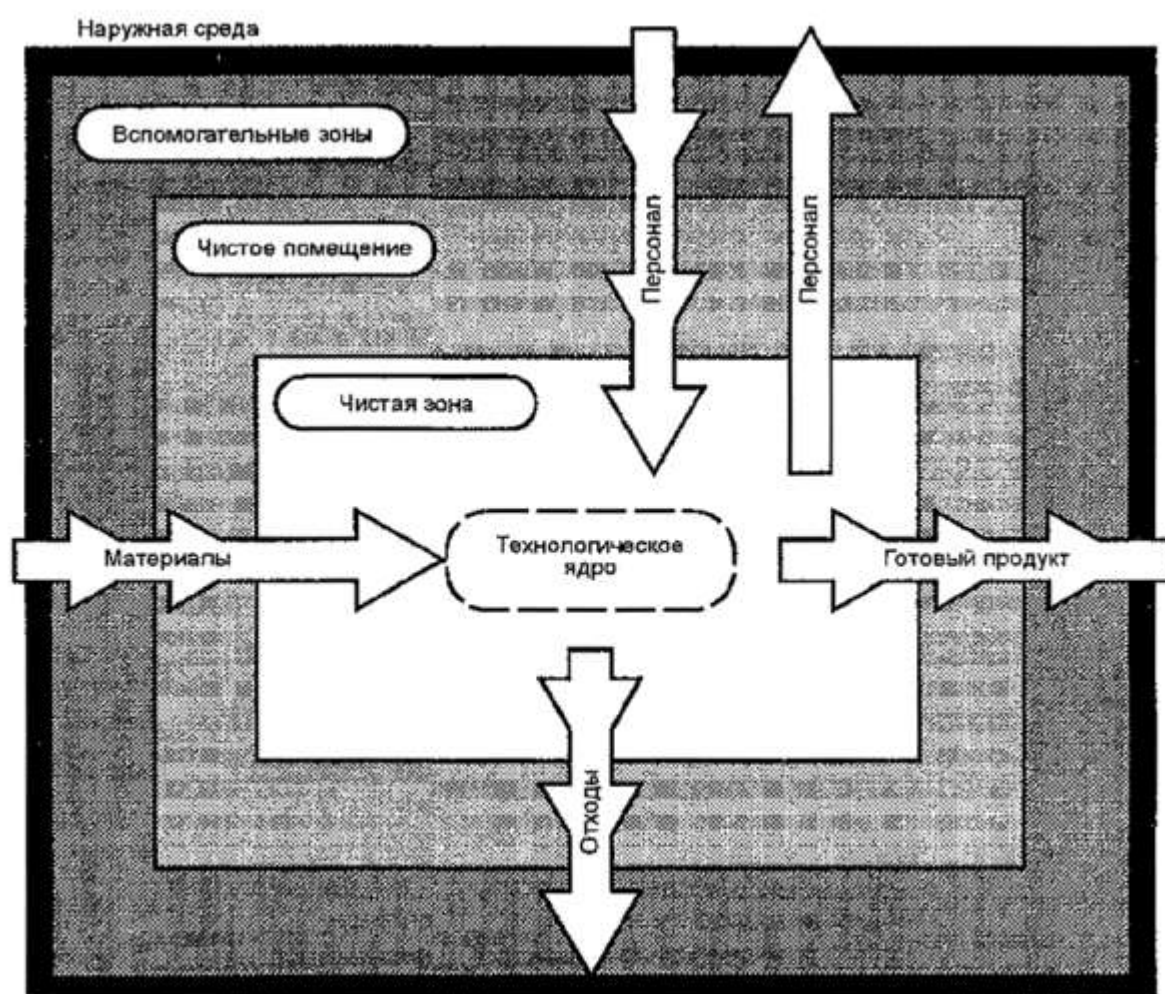 Наружная среда
Вспомогательные зоны
Чистое помещение
Персонал
Персонал
Чистая зона
Материалы
Технологическое
ядро
Готовый продукт
Отходы